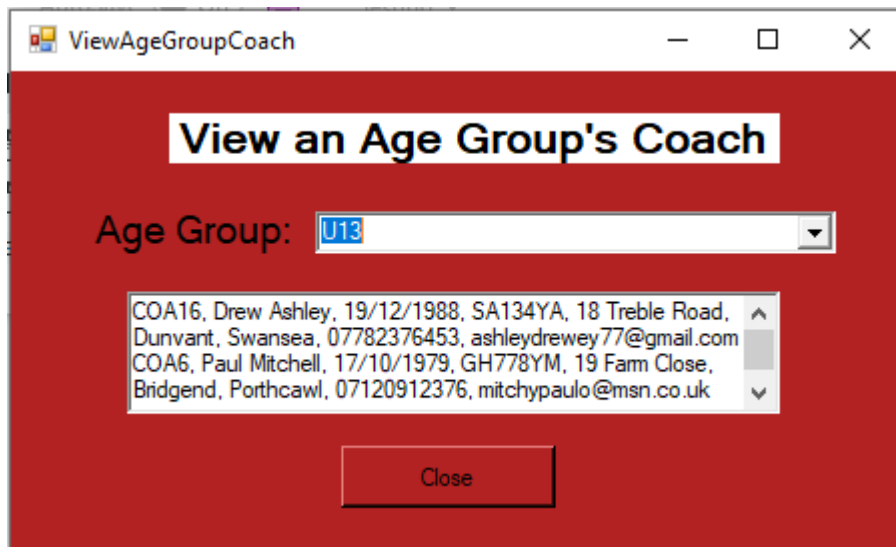 ViewAgeGroupCoach
View an Age Group's Coach
Age Group: U13
COA16, Drew Ashley, 19/12/1988, SA134YA, 18 Treble Road,
Dunvant, Swansea, 07782376453, ashleydrewey77@gmail.com
COA6, Paul Mitchell, 17/10/1979, GH778YM, 19 Farm Close,
Bridgend, Porthcawl, 07120912376, mitchypaulo@msn.co.uk
Close